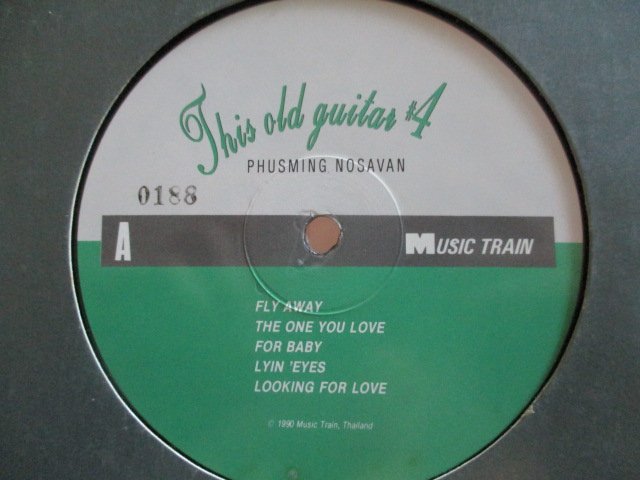 This old guitar #4
PHUSMING NOSAVAN
0188
A
MUSIC TRAIN
FLY AWAY
THE ONE YOU LOVE
FOR BABY
LYIN 'EYES
LOOKING FOR LOVE
© 1990 Music Train, Thailand